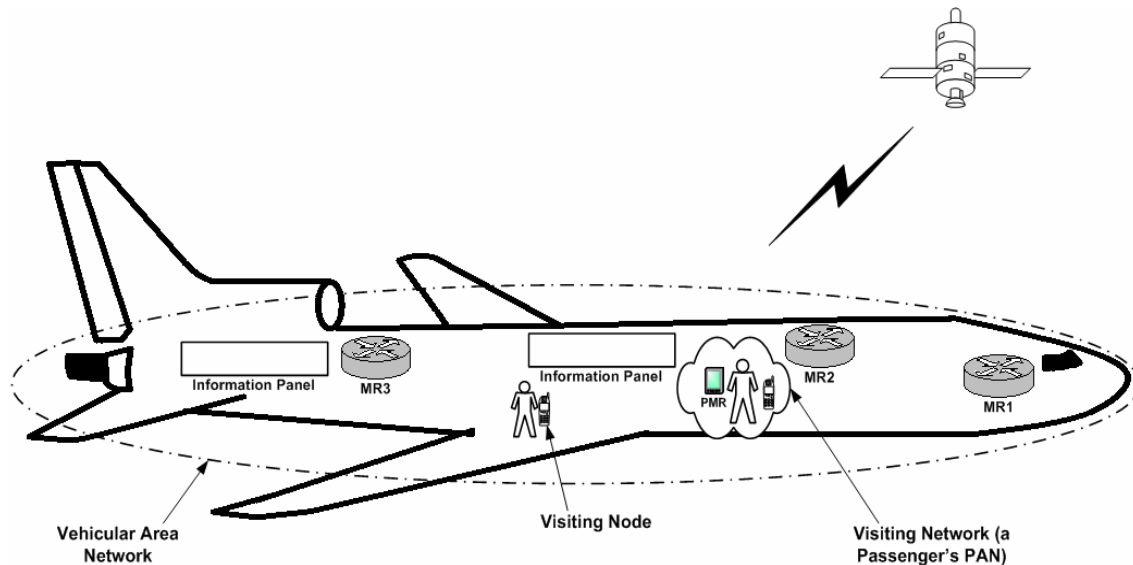 Information Panel
MR3
Information Panel
PMR
MR2
MR1
Vehicular Area
Network
Visiting Node
Visiting Network (a
Passenger's PAN)